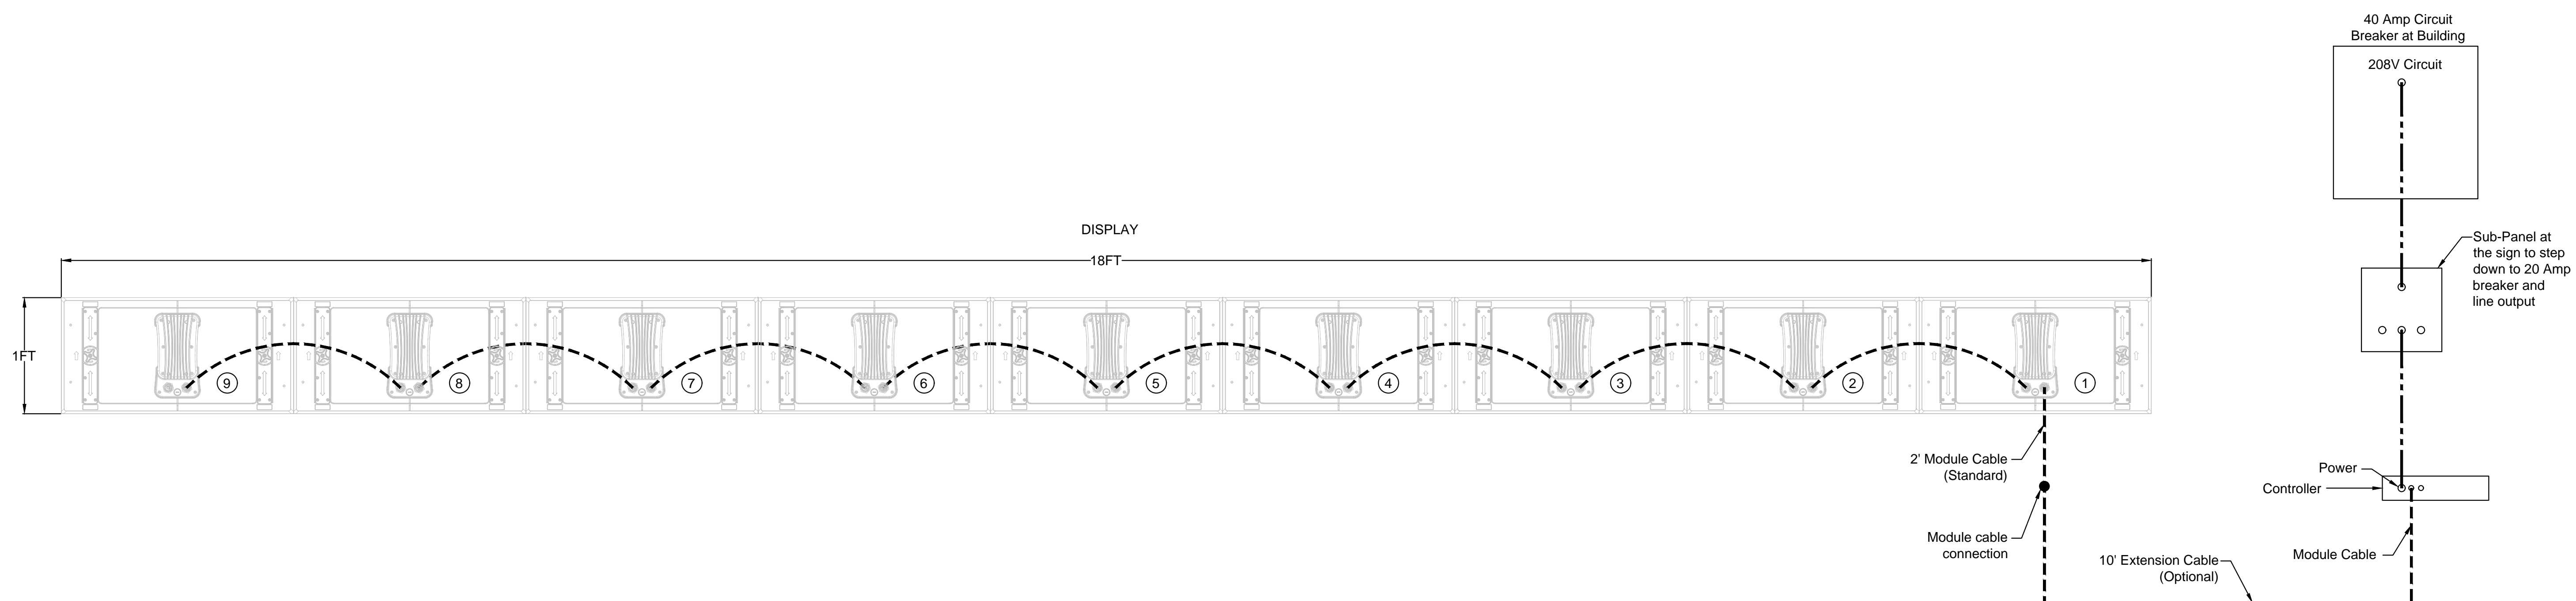 40 Amp Circuit
Breaker at Building
208V Circuit
DISPLAY
18FT
Sub-Panel at
the sign to step
down to 20 Amp
breaker and
line output
1FT
9
8
7
6
5
4
3
2
1
2' Module Cable
(Standard)
Power
Controller
Module cable
connection
Module Cable
10' Extension Cable
(Optional)